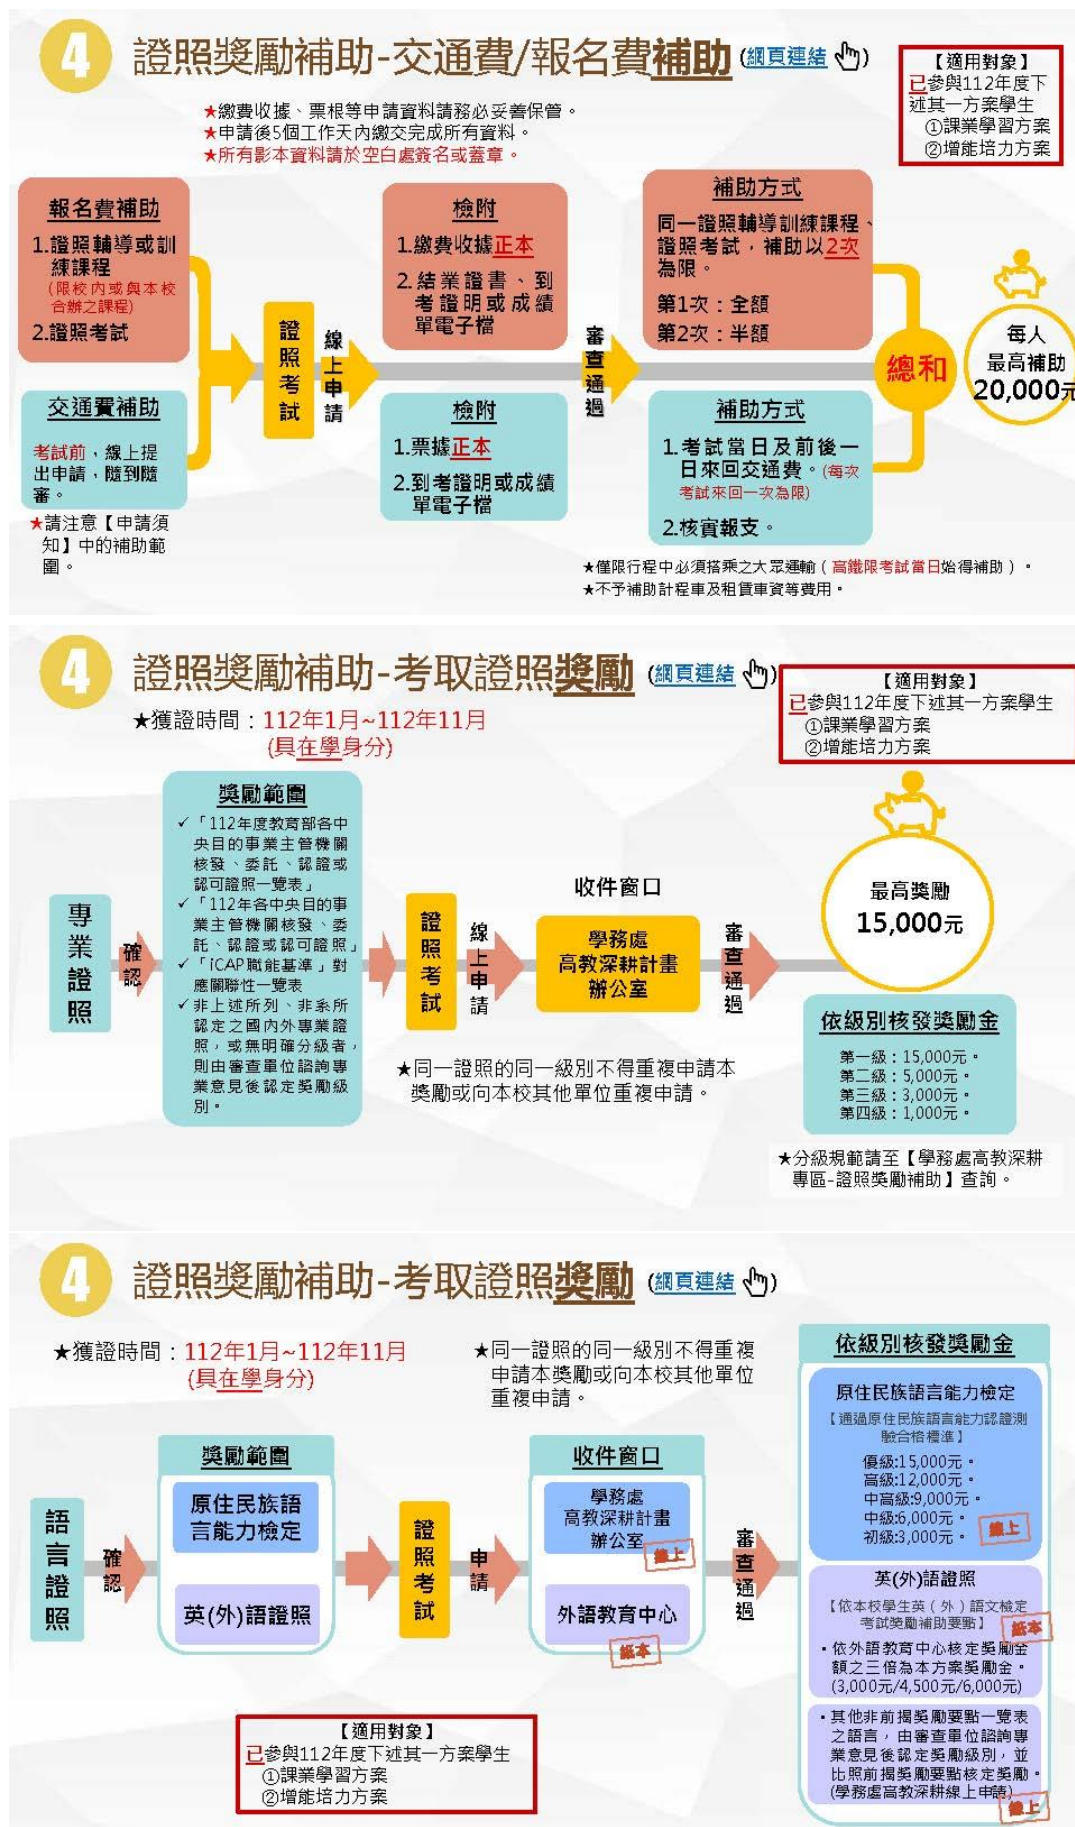 4
證照獎勵補助-交通費/報名費補助 (網頁連結)
【適用對象】
已參與112年度下
述其一方案學生
①課業學習方案
②增能培力方案
★繳費收據、票根等申請資料請務必妥善保管。
★申請後5個工作天內繳交完成所有資料。
★所有影本資料請於空白處簽名或蓋章。
報名費補助
1.證照輔導或訓
練課程
(限校內或與本校
合辦之課程)
2.證照考試
交通費補助
考試前，線上提
出申請，隨到隨
審。
★請注意【申請須
知】中的補助範
圍。
證照考試
線上申請
檢附
1.繳費收據正本
2.結業證書、到
考證明或成績
單電子檔
檢附
1.票據正本
2.到考證明或成績
單電子檔
審查通過
補助方式
同一證照輔導訓練課程、
證照考試，補助以2次
為限。
第1次：全額
第2次：半額
補助方式
1.考試當日及前後一
日來回交通費。(每次
考試來回一次為限)
2.核實報支。
總和
每人
最高補助
20,000元
★僅限行程中必須搭乘之大眾運輸（高鐵限考試當日始得補助）。
★不予補助計程車及租賃車資等費用。
4
證照獎勵補助-考取證照獎勵 (網頁連結)
【適用對象】
已參與112年度下述其一方案學生
①課業學習方案
②增能培力方案
★獲證時間：112年1月~112年11月
(具在學身分)
專業證照
確認
獎勵範圍
✓「112年度教育部各中
央目的事業主管機關
核發、委託、認證或
認可證照一覽表」
✓「112年各中央目的事
業主管機關核發、委
託、認證或認可證照」
✓「iCAP職能基準」對
應關聯性一覽表
✓非上述所列、非系所
認定之國內外專業證
照，或無明確分級者，
則由審查單位諮詢專
業意見後認定獎勵級
別。
證照考試
線上申請
收件窗口
學務處
高教深耕計畫
辦公室
審查通過
★同一證照的同一級別不得重複申請本
獎勵或向本校其他單位重複申請。
最高獎勵
15,000元
依級別核發獎勵金
第一級：15,000元。
第二級：5,000元。
第三級：3,000元。
第四級：1,000元。
★分級規範請至【學務處高教深耕
專區-證照獎勵補助】查詢。
4
證照獎勵補助-考取證照獎勵 (網頁連結)
★獲證時間：112年1月~112年11月
(具在學身分)
★同一證照的同一級別不得重複
申請本獎勵或向本校其他單位
重複申請。
語言證照
確認
獎勵範圍
原住民族語
言能力檢定
英(外)語證照
證照考試
申請
收件窗口
學務處
高教深耕計畫
辦公室
線上
外語教育中心
紙本
審查通過
依級別核發獎勵金
原住民族語言能力檢定
【通過原住民族語言能力認證測
驗合格標準】
優級:15,000元。
高級:12,000元。
中高級:9,000元。
中級:6,000元。
初級:3,000元。
線上
英(外)語證照
【依本校學生英（外）語文檢定
考試獎勵補助要點】
紙本
・依外語教育中心核定獎勵金
額之三倍為本方案獎勵金。
(3,000元/4,500元/6,000元)
・其他非前揭獎勵要點一覽表
之語言，由審查單位諮詢專
業意見後認定獎勵級別，並
比照前揭獎勵要點核定獎勵。
(學務處高教深耕線上申請)
線上
【適用對象】
已參與112年度下述其一方案學生
①課業學習方案
②增能培力方案